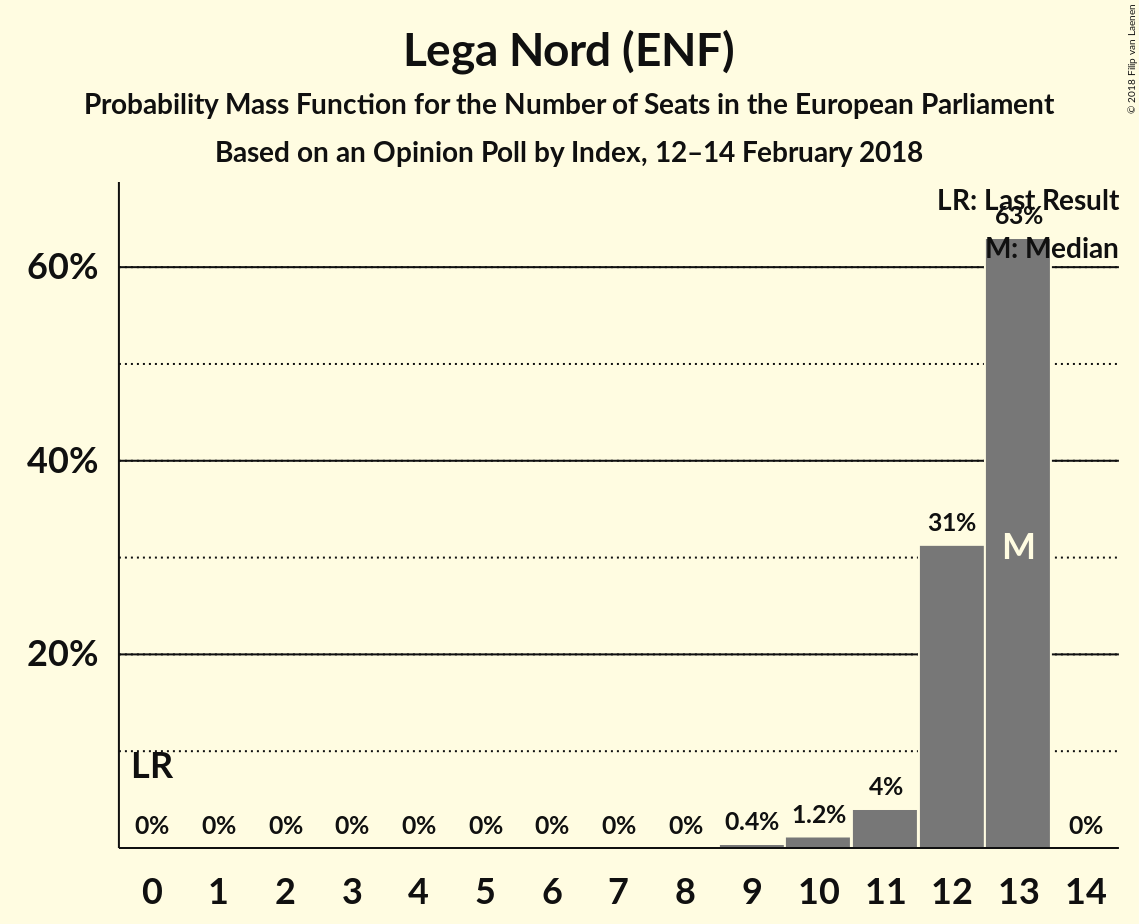 Lega Nord (ENF)
Probability Mass Function for the Number of Seats in the European Parliament
Based on an Opinion Poll by Index, 12–14 February 2018
© 2018 Filip van Laenen
LR: Last Result
M: Median
63%
60%
40%
31%
M
20%
LR
0% 0% 0% 0% 0% 0% 0% 0% 0% 0.4% 1.2% 4% 0%
0 1 2 3 4 5 6 7 8 9 10 11 12 13 14